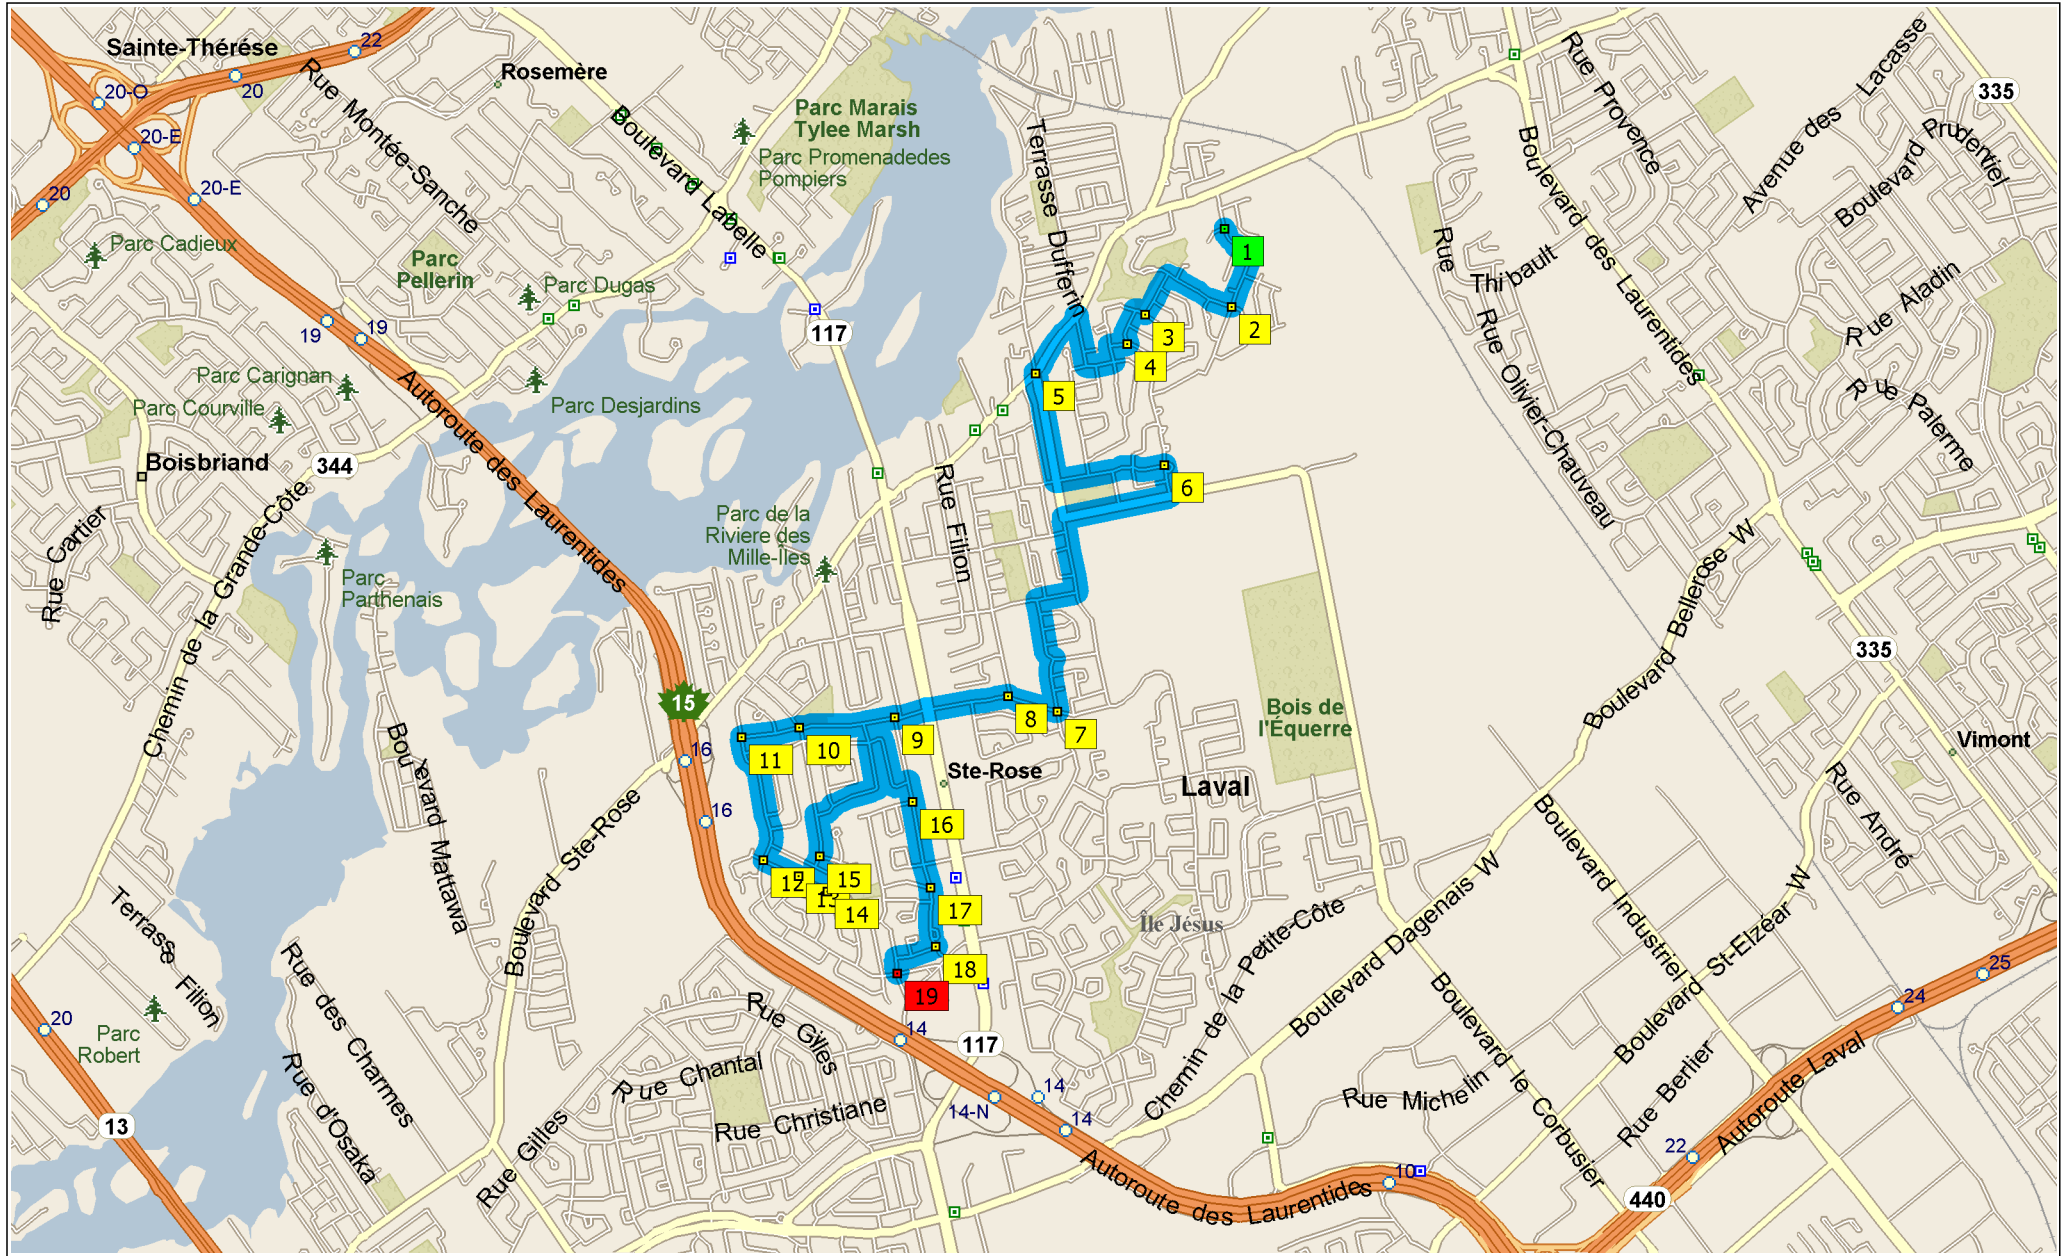 Sainte-Thérése
22
20-O
20
20-E
20-E
20
Rue Montée-Sanche
Rosemère
Boulevard Labelle
Parc Marais
Tylee Marsh
Parc Promenadedes
Pompiers
Terrasse Dufferin
Rue Provence
Avenue des Lacasse
335
Boulevard Prudentiel
Boulevard des Laurentides
Parc Cadieux
Parc
Pellerin
Parc Dugas
1
Rue
Thibault
Rue Aladin
19
19
117
2
3
4
5
Parc Carignan
Parc Courville
Parc Desjardins
Autoroute des Laurentides
Rue Olivier-Chauveau
Rue Palerme
Boisbriand
344
Rue Filion
6
Rue Cartier
Chemin de la Grande-Côte
Parc de la
Riviere des
Mille-Îles
Parc
Parthenais
Boulevard Bellerose W
335
15
Bois de
l'Équerre
7
8
9
10
11
16
16
Ste-Rose
Laval
Vimont
Boulevard Mattawa
Boulevard Ste-Rose
Rue André
16
12
13
14
15
17
18
19
Île Jésus
Boulevard Dagenais W
Boulevard Industriel
Boulevard St-Elzéar W
Chemin de la Petite-Côte
Terrasse Filion
Rue des Charmes
25
24
20
Parc
Robert
Rue Gilles
14
117
Rue d'Osaka
Rue Chantal
Rue Christiane
Rue Gilles
14-N
14
14
Rue Michelin
Boulevard le Corbusier
Rue Berlier
Autoroute Laval
13
22
10
Autoroute des Laurentides
440